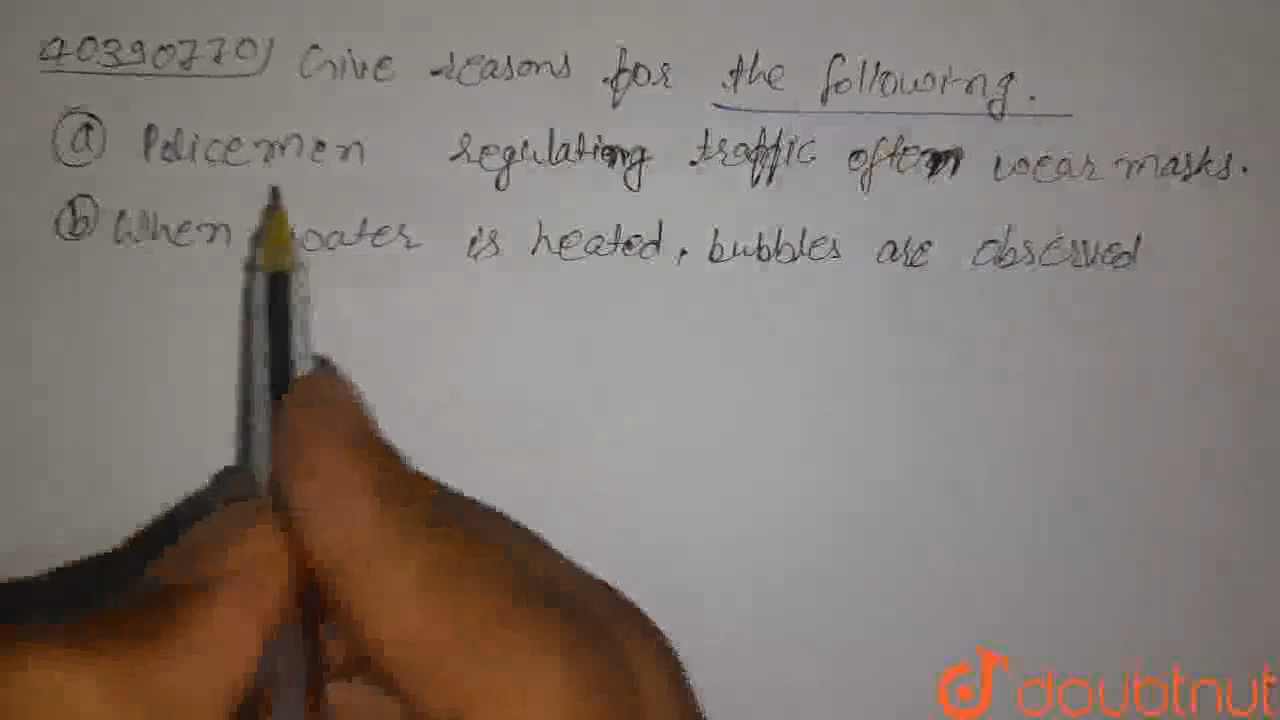 40390770) Give reasons for the following.
(a) Policemen regulating traffic often wear masks.
(b) When water is heated, bubbles are observed
doubtnut